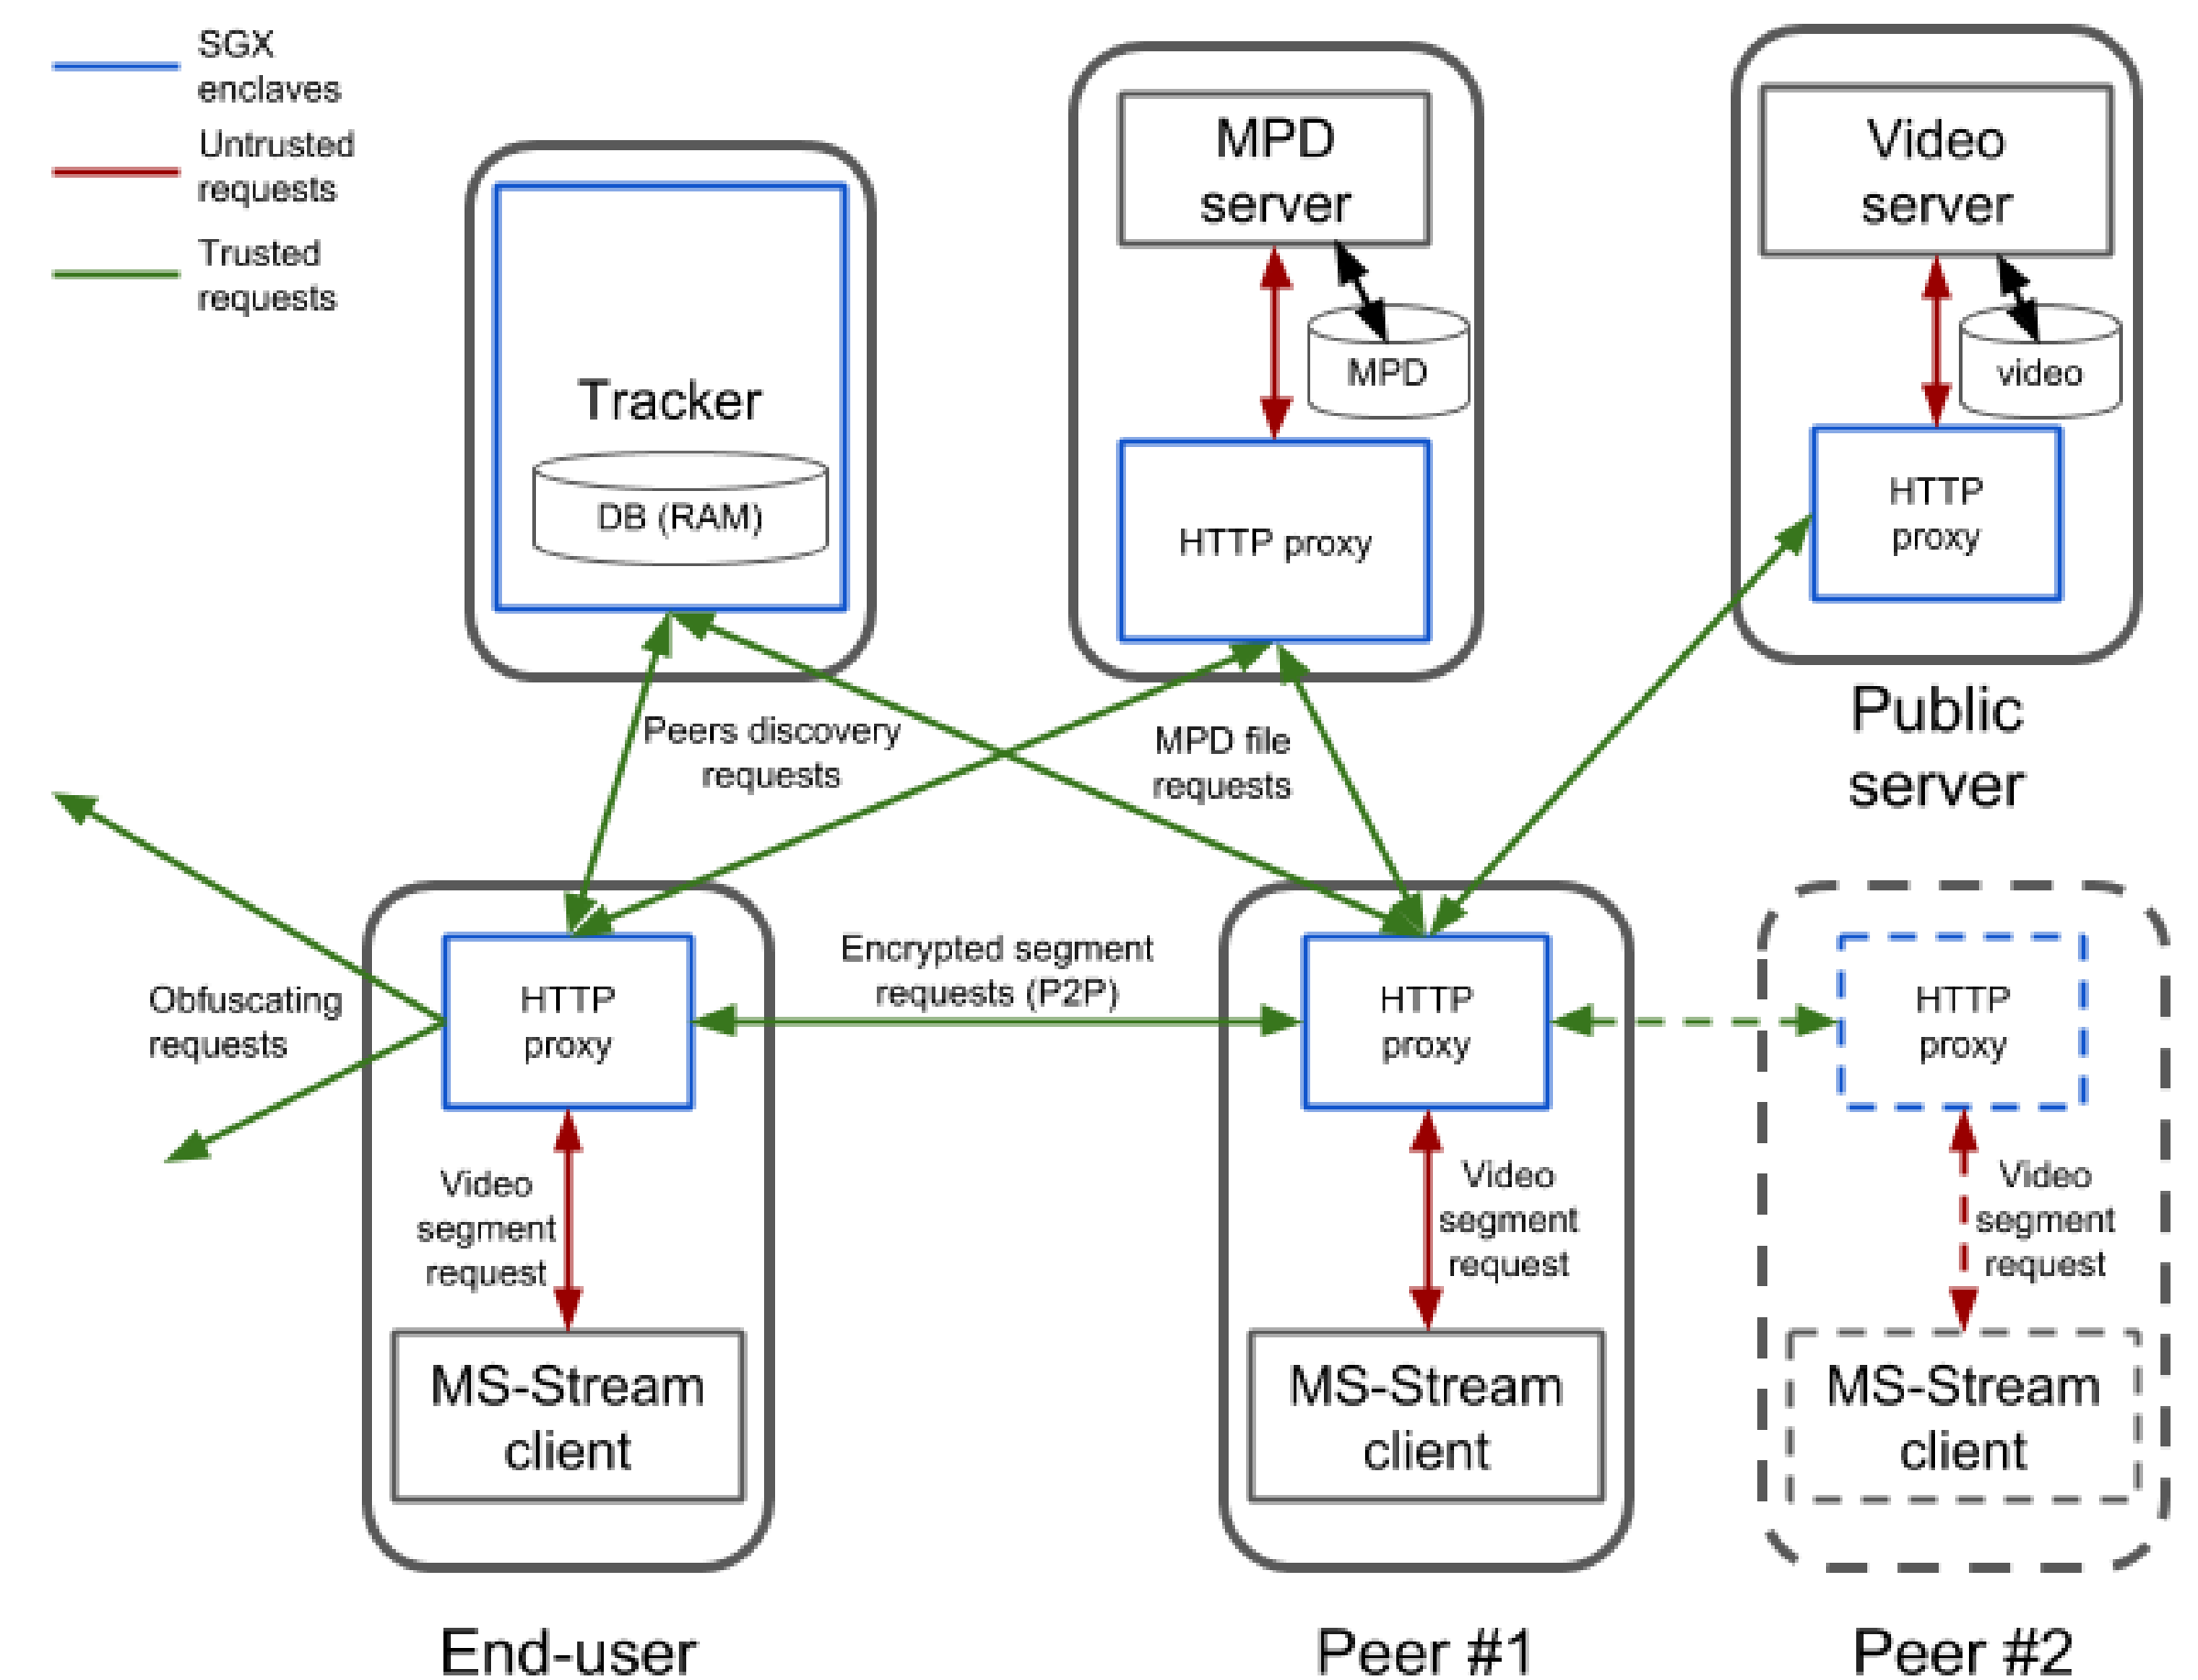 SGX
enclaves
Untrusted
requests
Trusted
requests
Tracker
DB (RAM)
MPD
server
MPD
HTTP proxy
Video
server
video
HTTP
proxy
Public
server
Peers discovery
requests
MPD file
requests
Obfuscating
requests
HTTP
proxy
Encrypted segment
requests (P2P)
HTTP
proxy
HTTP
proxy
Video
segment
request
Video
segment
request
Video
segment
request
MS-Stream
client
MS-Stream
client
MS-Stream
client
End-user
Peer #1
Peer #2